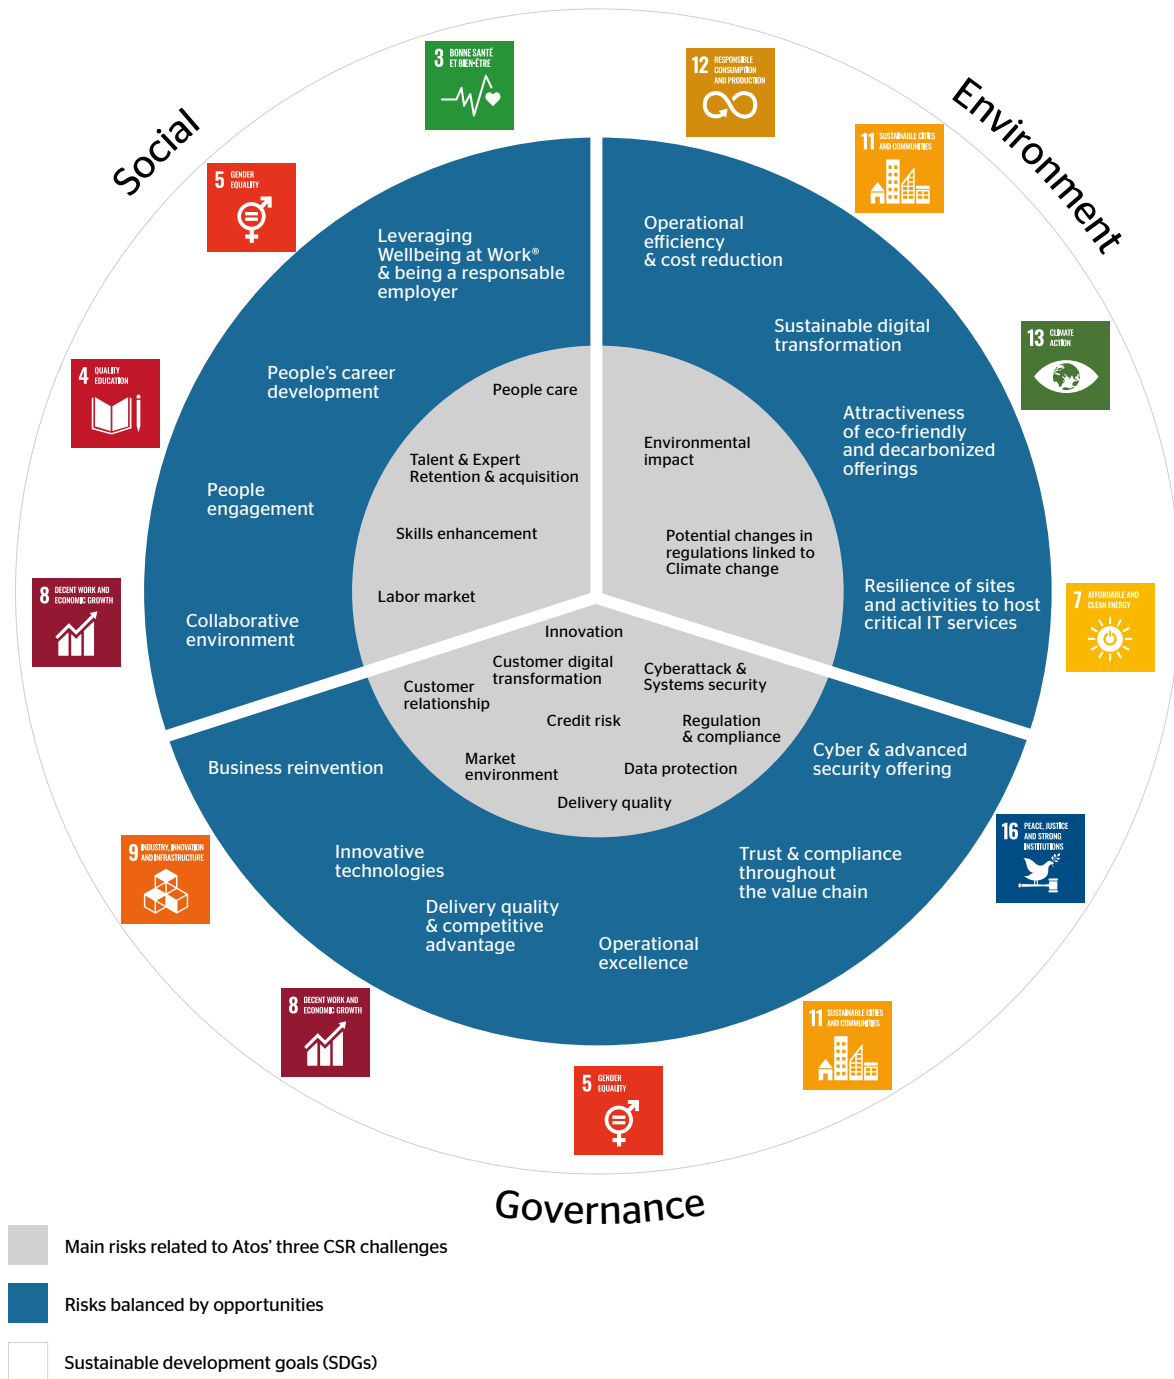 Social
Environment
Governance
3 BONNE SANTÉ
ET BIEN-ÊTRE
12 RESPONSIBLE
CONSUMPTION
AND PRODUCTION
11 SUSTAINABLE CITIES
AND COMMUNITIES
5 GENDER
EQUALITY
13 CLIMATE
ACTION
4 QUALITY
EDUCATION
8 DECENT WORK AND
ECONOMIC GROWTH
7 AFFORDABLE AND
CLEAN ENERGY
Leveraging
Wellbeing at Work®
& being a responsable
employer
People's career
development
People
engagement
Collaborative
environment
Operational
efficiency
& cost reduction
Sustainable digital
transformation
Attractiveness
of eco-friendly
and decarbonized
offerings
Resilience of sites
and activities to host
critical IT services
People care
Talent & Expert
Retention & acquisition
Skills enhancement
Labor market
Environmental
impact
Potential changes in
regulations linked to
Climate change
Innovation
Customer digital
transformation
Customer
relationship
Cyberattack &
Systems security
Credit risk
Regulation
& compliance
Market
environment
Data protection
Delivery quality
Business reinvention
Cyber & advanced
security offering
Innovative
technologies
Trust & compliance
throughout
the value chain
Delivery quality
& competitive
advantage
Operational
excellence
9 INDUSTRY, INNOVATION
AND INFRASTRUCTURE
16 PEACE, JUSTICE
AND STRONG
INSTITUTIONS
8 DECENT WORK AND
ECONOMIC GROWTH
11 SUSTAINABLE CITIES
AND COMMUNITIES
5 GENDER
EQUALITY
Main risks related to Atos' three CSR challenges
Risks balanced by opportunities
Sustainable development goals (SDGs)